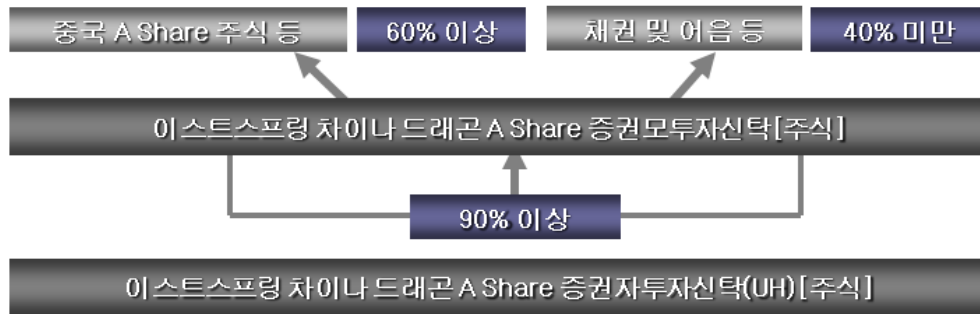 중국 A Share 주식 등 60% 이상 채권 및 어음 등 40% 미만
이스트스프링 차이나 드래곤 A Share 증권모투자신탁[주식]
90% 이상
이스트스프링 차이나 드래곤 A Share 증권자투자신탁(UH)[주식]